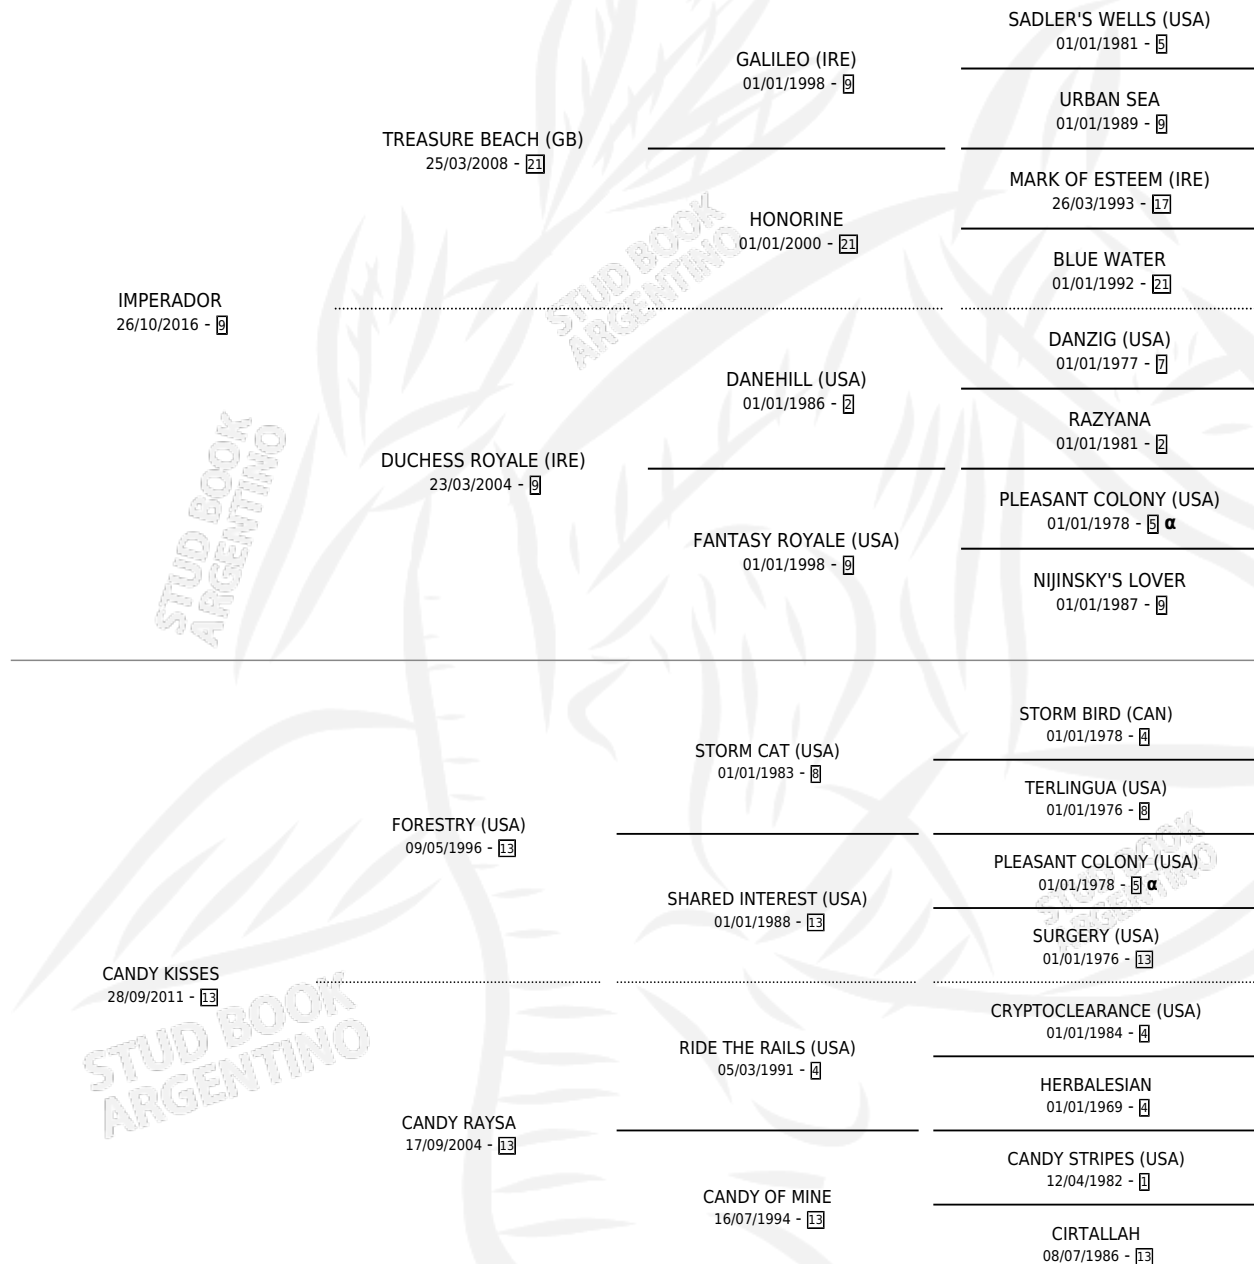 SADLER'S WELLS (USA)
01/01/1981 - 5
GALILEO (IRE)
01/01/1998 - 9
URBAN SEA
01/01/1989 - 9
TREASURE BEACH (GB)
25/03/2008 - 21
MARK OF ESTEEM (IRE)
26/03/1993 - 17
HONORINE
01/01/2000 - 21
BLUE WATER
01/01/1992 - 21
IMPERADOR
26/10/2016 - 9
DANZIG (USA)
01/01/1977 - 7
DANEHILL (USA)
01/01/1986 - 2
RAZYANA
01/01/1981 - 2
DUCHESS ROYALE (IRE)
23/03/2004 - 9
PLEASANT COLONY (USA)
01/01/1978 - 5 α
FANTASY ROYALE (USA)
01/01/1998 - 9
NIJINSKY'S LOVER
01/01/1987 - 9
STORM BIRD (CAN)
01/01/1978 - 4
STORM CAT (USA)
01/01/1983 - 8
TERLINGUA (USA)
01/01/1976 - 8
FORESTRY (USA)
09/05/1996 - 13
PLEASANT COLONY (USA)
01/01/1978 - 5 α
SHARED INTEREST (USA)
01/01/1988 - 13
SURGERY (USA)
01/01/1976 - 13
CANDY KISSES
28/09/2011 - 13
CRYPTOCLEARANCE (USA)
01/01/1984 - 4
RIDE THE RAILS (USA)
05/03/1991 - 4
HERBALESIAN
01/01/1969 - 4
CANDY RAYSA
17/09/2004 - 13
CANDY STRIPES (USA)
12/04/1982 - 1
CANDY OF MINE
16/07/1994 - 13
CIRTALLAH
08/07/1986 - 13
STUD BOOK
ARGENTINO
STUD BOOK
ARGENTINO
STUD BOOK
ARGENTINO
STUD BOOK
ARGENTINO